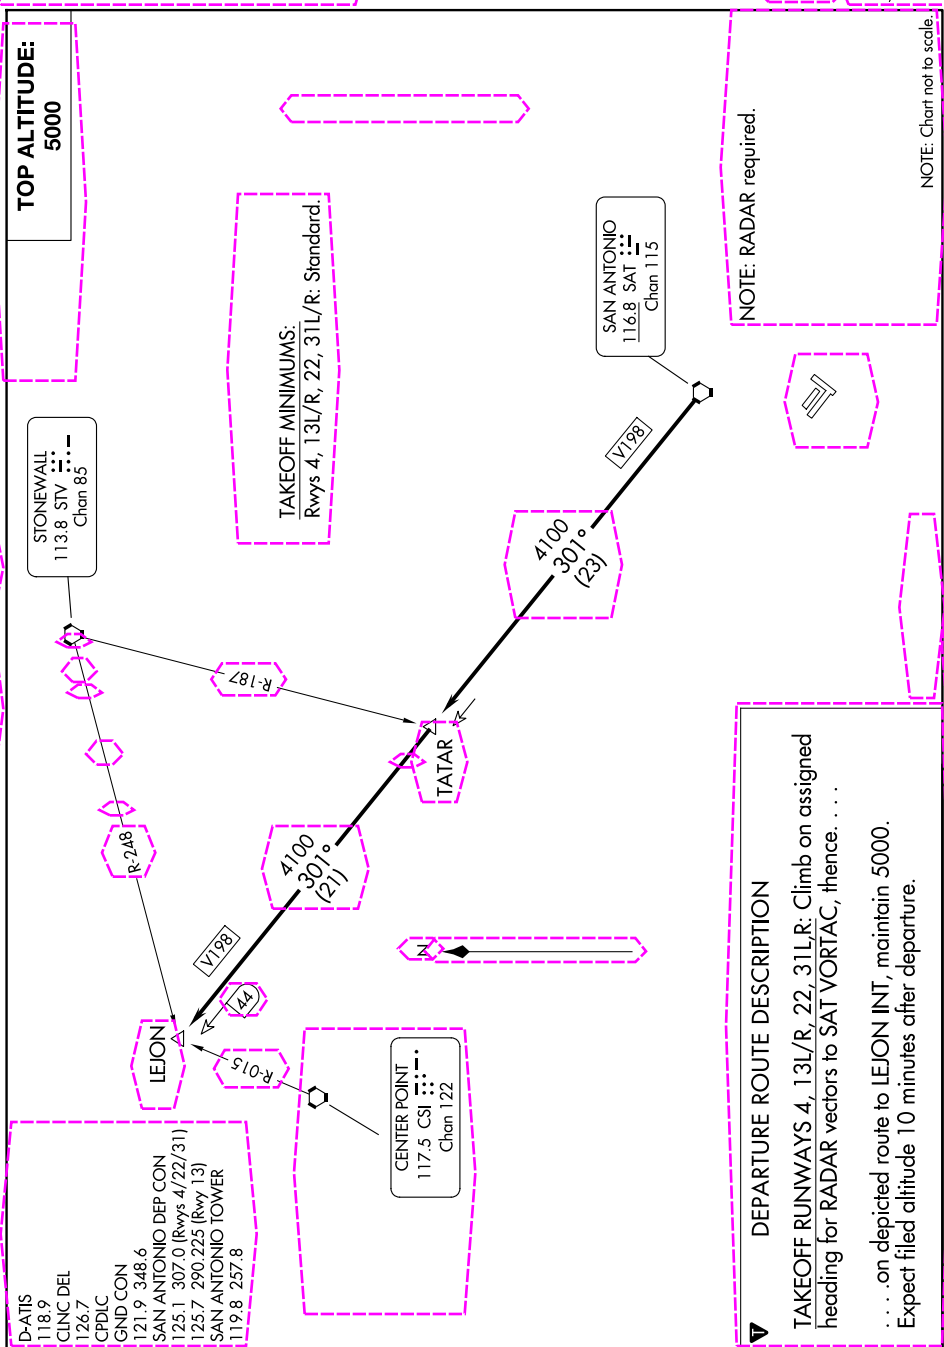 TOP ALTITUDE:
5000
D-ATIS
118.9
CLNC DEL
126.7
CPDLC
GND CON
121.9 348.6
SAN ANTONIO DEP CON
125.1 307.0 (Rwys 4/22/31)
125.7 290.225 (Rwy 13)
SAN ANTONIO TOWER
119.8 257.8
STONEWALL
113.8 STV
Chan 85
R-248
R-187
LEJON
V198
44
R-015
4100
301°
(21)
TAKEOFF MINIMUMS:
Rwys 4, 13L/R, 22, 31L/R: Standard.
CENTER POINT
117.5 CSI
Chan 122
N
TATAR
4100
301°
(23)
V198
SAN ANTONIO
116.8 SAT
Chan 115
NOTE: RADAR required.
NOTE: Chart not to scale.
T
DEPARTURE ROUTE DESCRIPTION
TAKEOFF RUNWAYS 4, 13L/R, 22, 31L,R: Climb on assigned
heading for RADAR vectors to SAT VORTAC, thence. . . .
. . . .on depicted route to LEJON INT, maintain 5000.
Expect filed altitude 10 minutes after departure.